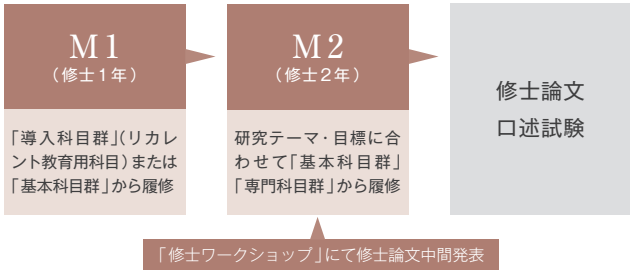 M1
（修士1年）
「導入科目群」（リカレ
ント教育用科目）または
「基本科目群」から履修
M2
（修士2年）
研究テーマ・目標に合
わせて「基本科目群」
「専門科目群」から履修
修士論文
口述試験
「修士ワークショップ」にて修士論文中間発表